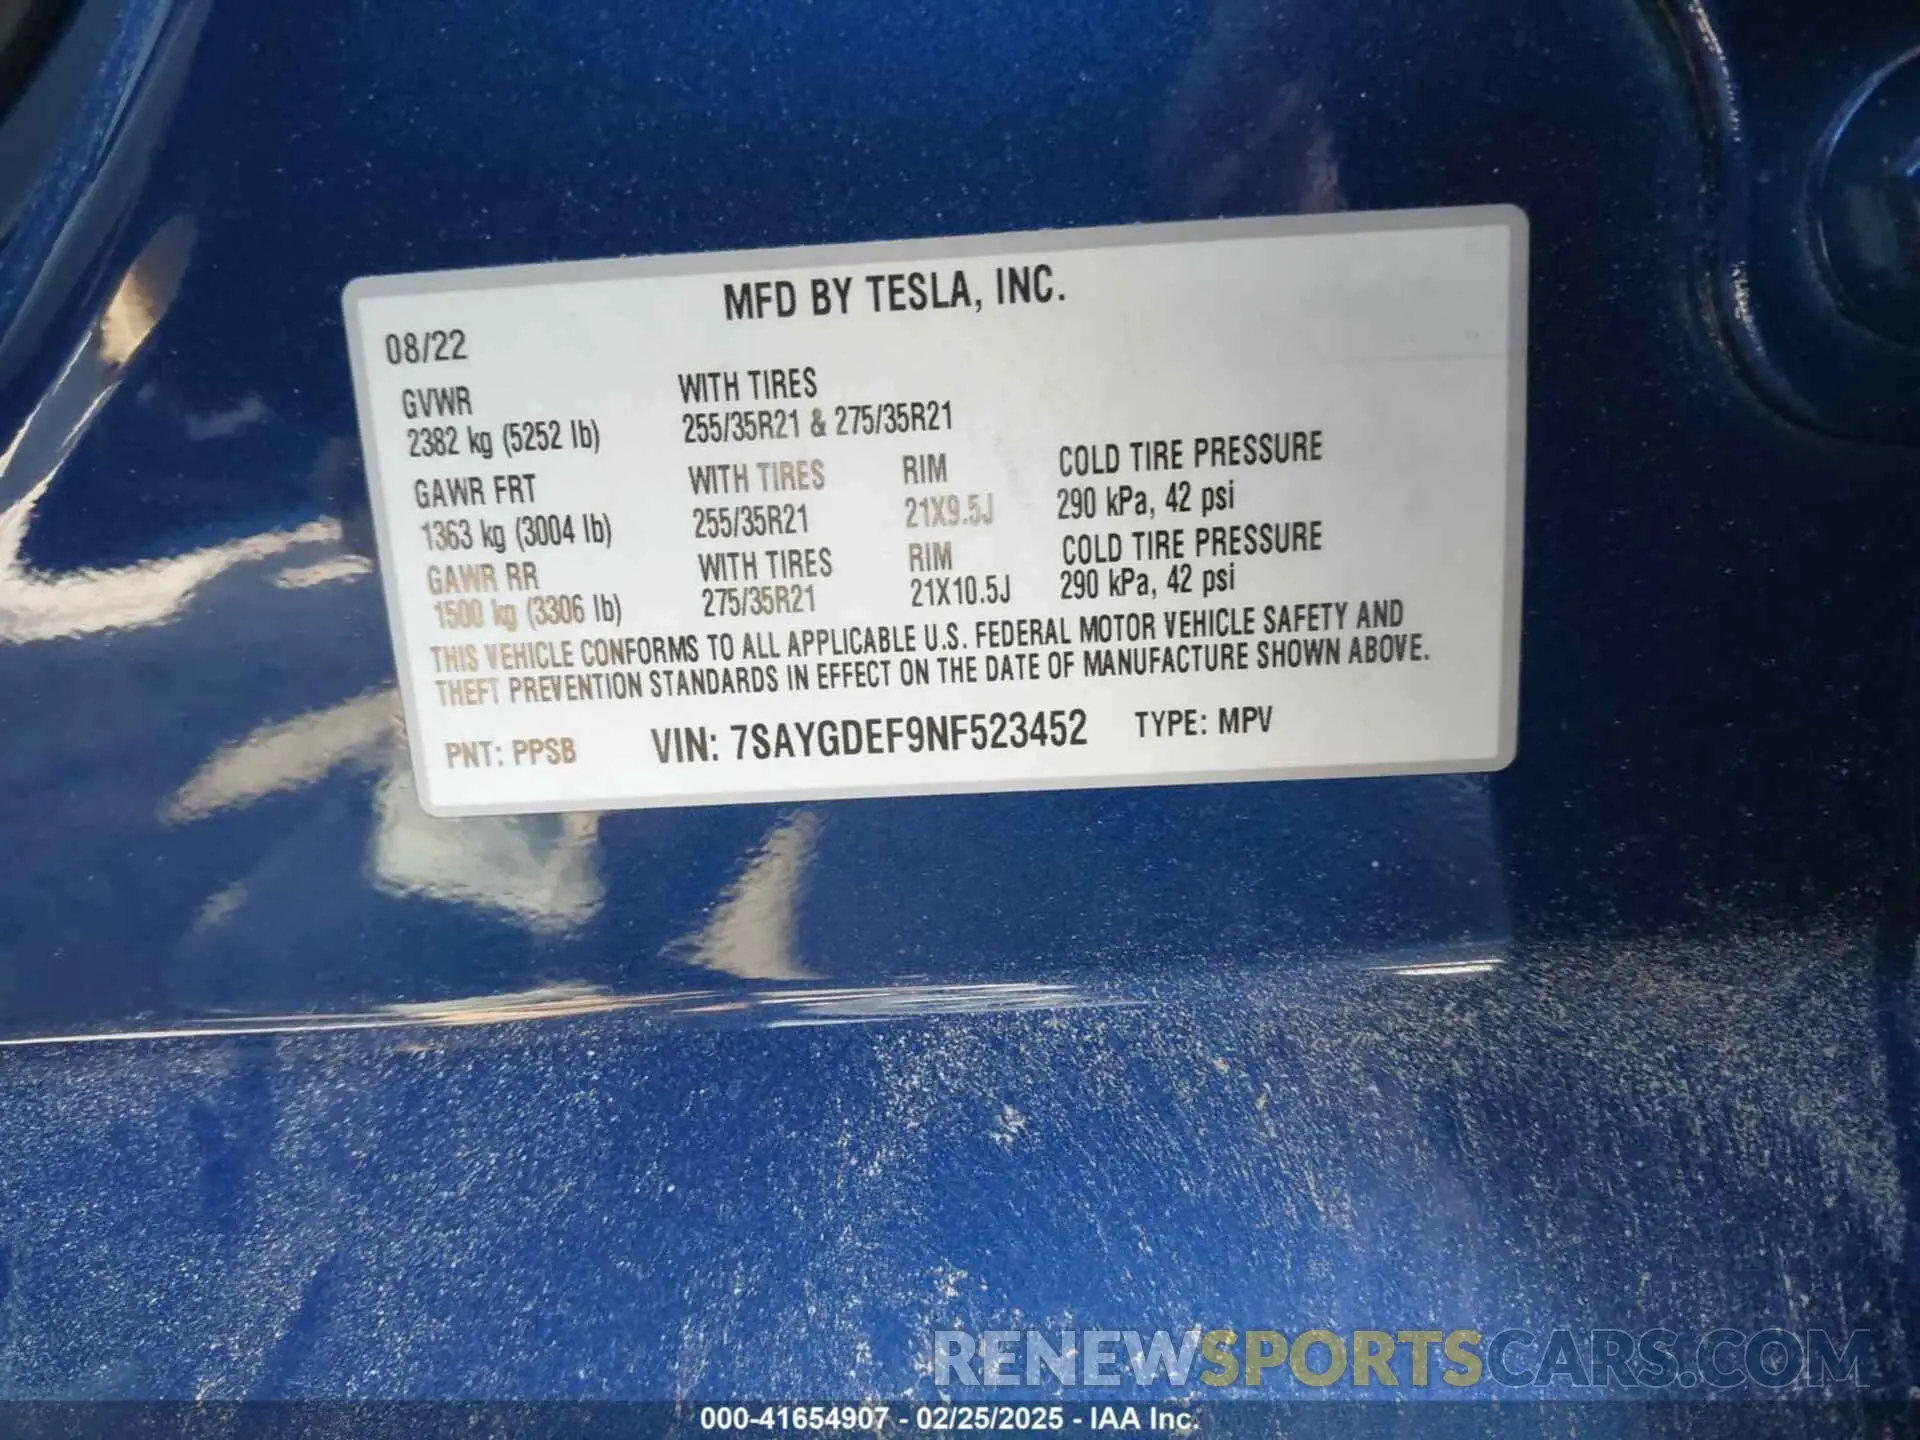 MFD BY TESLA, INC.
08/22
GVWR WITH TIRES
2382 kg (5252 lb) 255/35R21 & 275/35R21
GAWR FRT WITH TIRES RIM COLD TIRE PRESSURE
1363 kg (3004 lb) 255/35R21 21X9.5J 290 kPa, 42 psi
GAWR RR WITH TIRES RIM COLD TIRE PRESSURE
1500 kg (3306 lb) 275/35R21 21X10.5J 290 kPa, 42 psi
THIS VEHICLE CONFORMS TO ALL APPLICABLE U.S. FEDERAL MOTOR VEHICLE SAFETY AND
THEFT PREVENTION STANDARDS IN EFFECT ON THE DATE OF MANUFACTURE SHOWN ABOVE.
PNT: PPSB VIN: 7SAYGDEF9NF523452 TYPE: MPV
RENEWSPORTSCARS.COM
000-41654907 - 02/25/2025 - IAA Inc.